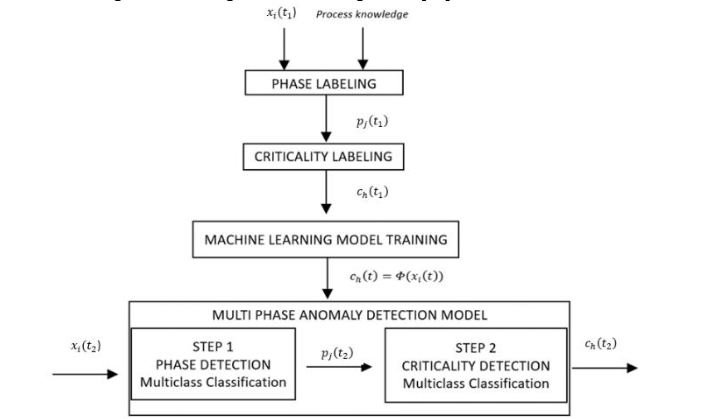 xᵢ(t₁) Process knowledge
PHASE LABELING
pⱼ(t₁)
CRITICALITY LABELING
cₕ(t₁)
MACHINE LEARNING MODEL TRAINING
cₕ(t) = Φ(xᵢ(t))
MULTI PHASE ANOMALY DETECTION MODEL
xᵢ(t₂)
STEP 1
PHASE DETECTION
Multiclass Classification
pⱼ(t₂)
STEP 2
CRITICALITY DETECTION
Multiclass Classification
cₕ(t₂)